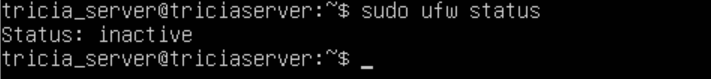 tricia_server@triciaserver:~$ sudo ufw status
Status: inactive
tricia_server@triciaserver:~$ _